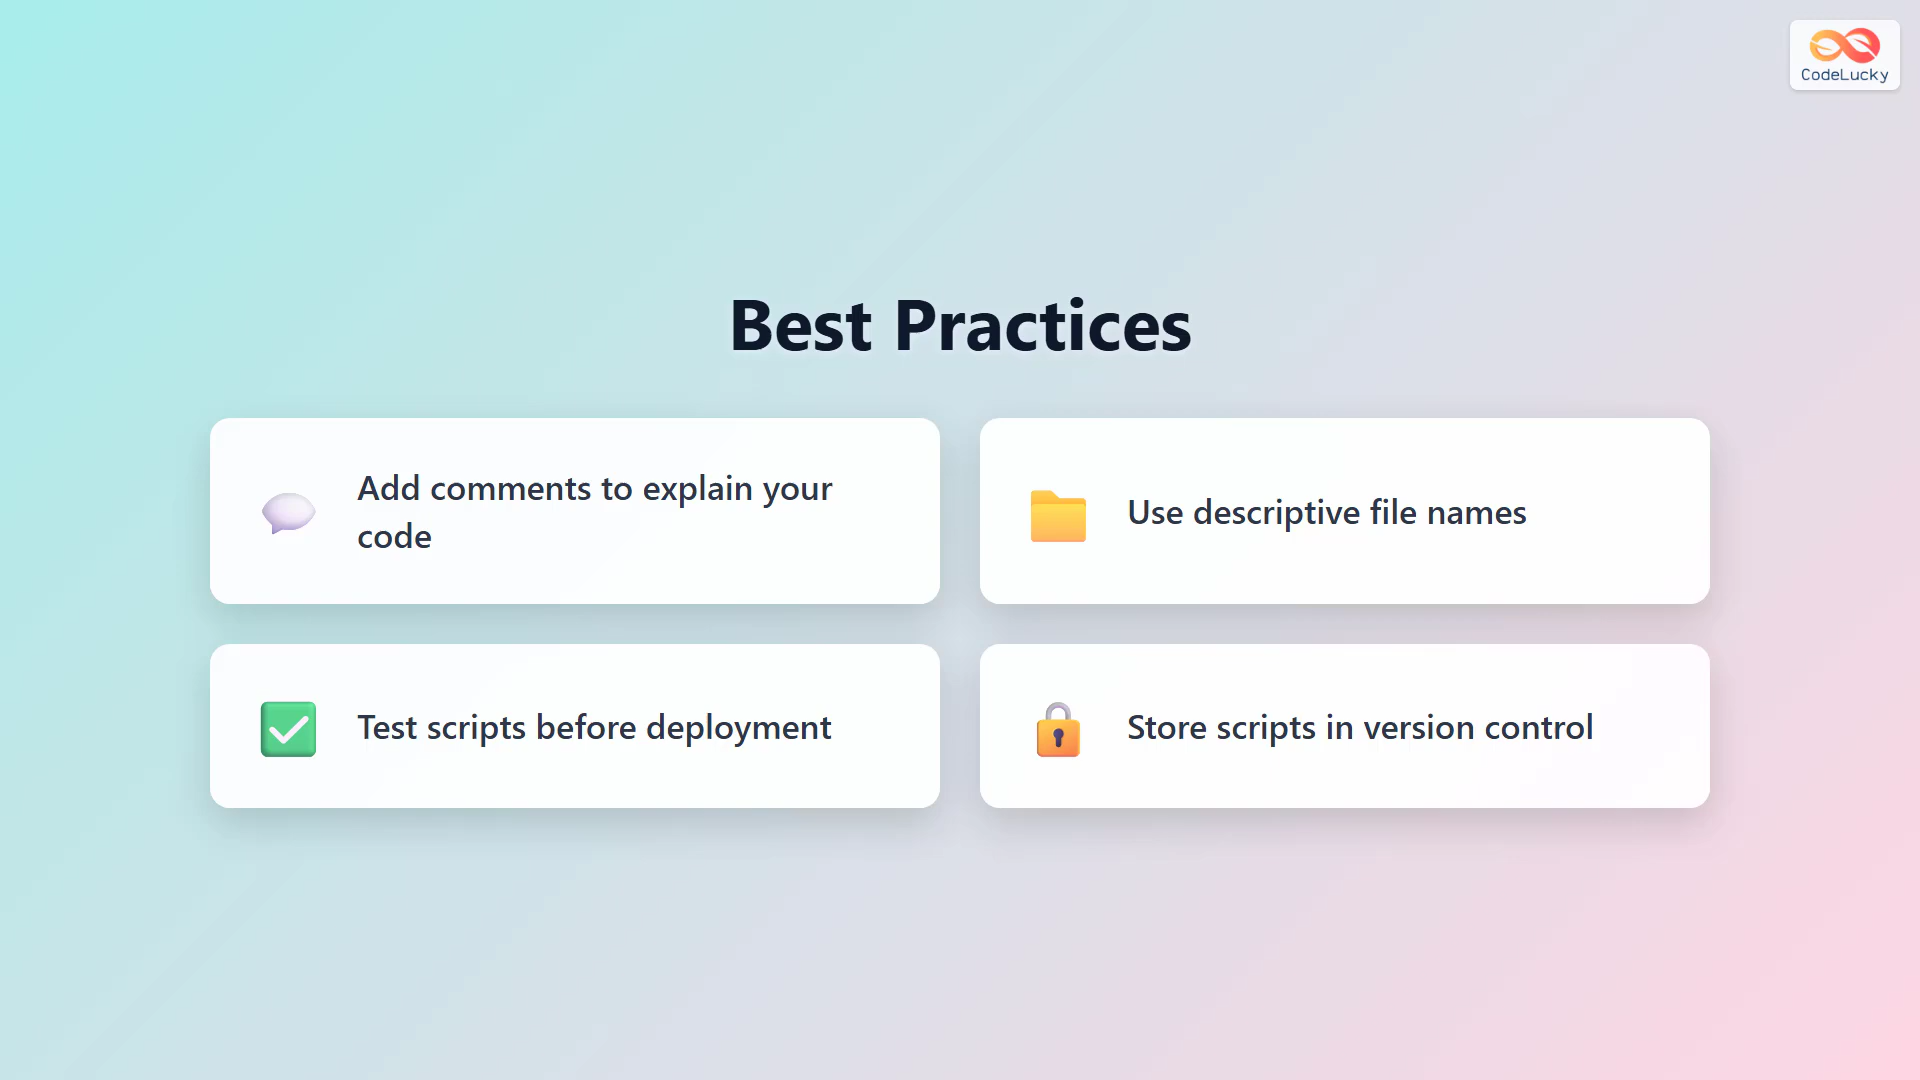 CodeLucky
Best Practices
Add comments to explain your
code
Use descriptive file names
Test scripts before deployment
Store scripts in version control